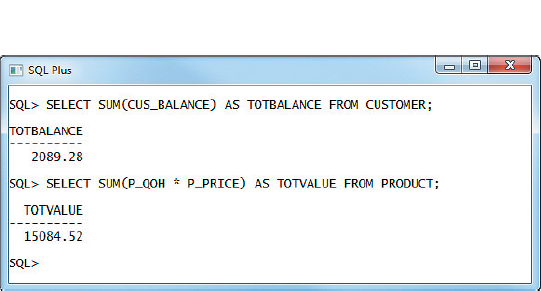 SQL Plus
SQL> SELECT SUM(CUS_BALANCE) AS TOTBALANCE FROM CUSTOMER;
TOTBALANCE
----------
2089.28
SQL> SELECT SUM(P_QOH * P_PRICE) AS TOTVALUE FROM PRODUCT;
TOTVALUE
----------
15084.52
SQL>